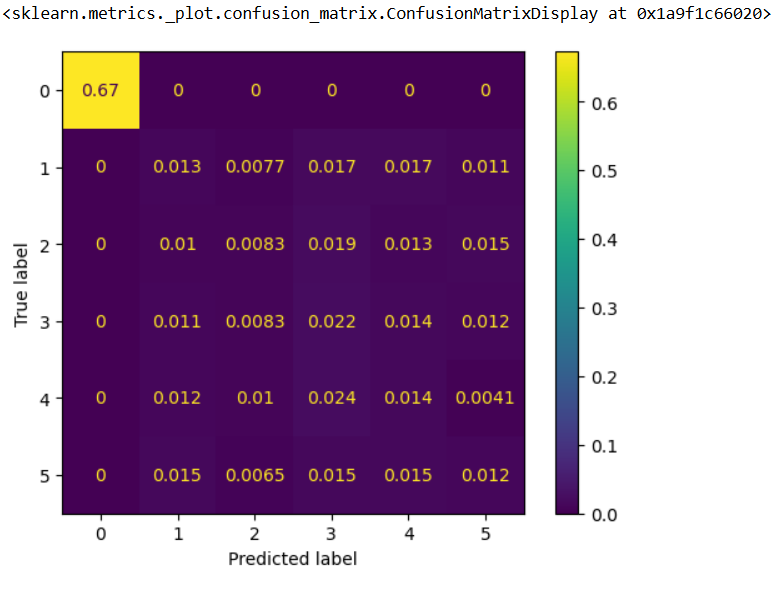 <sklearn.metrics._plot.confusion_matrix.ConfusionMatrixDisplay at 0x1a9f1c66020>
0 0.67 0 0 0 0 0
1 0 0.013 0.0077 0.017 0.017 0.011
2 0 0.01 0.0083 0.019 0.013 0.015
3 0 0.011 0.0083 0.022 0.014 0.012
4 0 0.012 0.01 0.024 0.014 0.0041
5 0 0.015 0.0065 0.015 0.015 0.012
0 1 2 3 4 5
True label
Predicted label
0.6
0.5
0.4
0.3
0.2
0.1
0.0